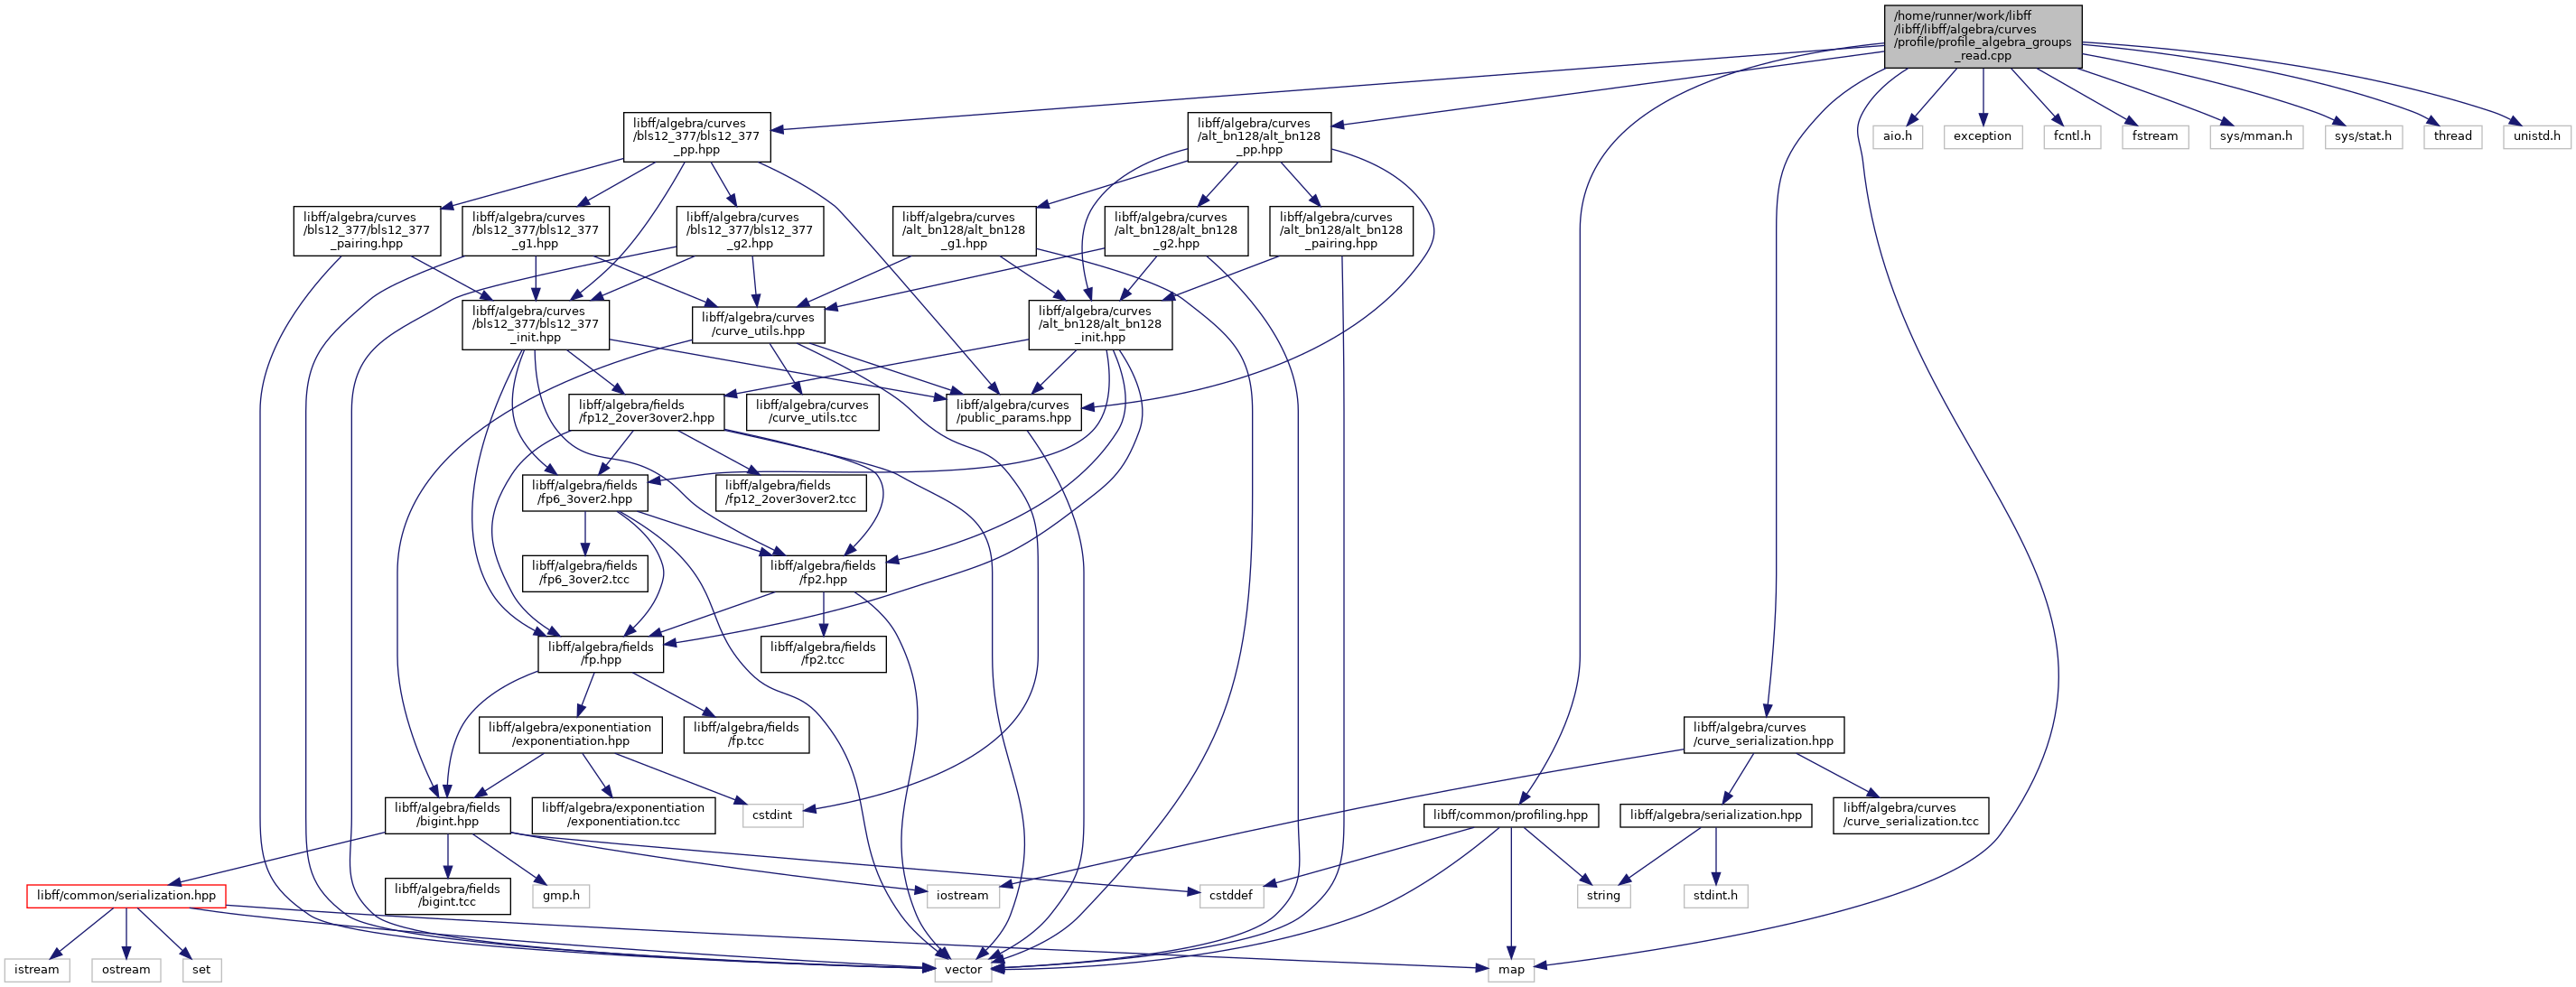 /home/runner/work/libff
/libff/libff/algebra/curves
/profile/profile_algebra_groups
_read.cpp
libff/algebra/curves
/bls12_377/bls12_377
_pp.hpp
libff/algebra/curves
/alt_bn128/alt_bn128
_pp.hpp
aio.h
exception
fcntl.h
fstream
sys/mman.h
sys/stat.h
thread
unistd.h
libff/algebra/curves
/bls12_377/bls12_377
_pairing.hpp
libff/algebra/curves
/bls12_377/bls12_377
_g1.hpp
libff/algebra/curves
/bls12_377/bls12_377
_g2.hpp
libff/algebra/curves
/alt_bn128/alt_bn128
_g1.hpp
libff/algebra/curves
/alt_bn128/alt_bn128
_g2.hpp
libff/algebra/curves
/alt_bn128/alt_bn128
_pairing.hpp
libff/algebra/curves
/bls12_377/bls12_377
_init.hpp
libff/algebra/curves
/curve_utils.hpp
libff/algebra/curves
/alt_bn128/alt_bn128
_init.hpp
libff/algebra/fields
/fp12_2over3over2.hpp
libff/algebra/curves
/curve_utils.tcc
libff/algebra/curves
/public_params.hpp
libff/algebra/fields
/fp6_3over2.hpp
libff/algebra/fields
/fp12_2over3over2.tcc
libff/algebra/fields
/fp6_3over2.tcc
libff/algebra/fields
/fp2.hpp
libff/algebra/fields
/fp.hpp
libff/algebra/fields
/fp2.tcc
libff/algebra/exponentiation
/exponentiation.hpp
libff/algebra/fields
/fp.tcc
libff/algebra/curves
/curve_serialization.hpp
libff/algebra/fields
/bigint.hpp
libff/algebra/exponentiation
/exponentiation.tcc
cstdint
libff/common/profiling.hpp
libff/algebra/serialization.hpp
libff/algebra/curves
/curve_serialization.tcc
libff/common/serialization.hpp
libff/algebra/fields
/bigint.tcc
gmp.h
iostream
cstddef
string
stdint.h
istream
ostream
set
vector
map